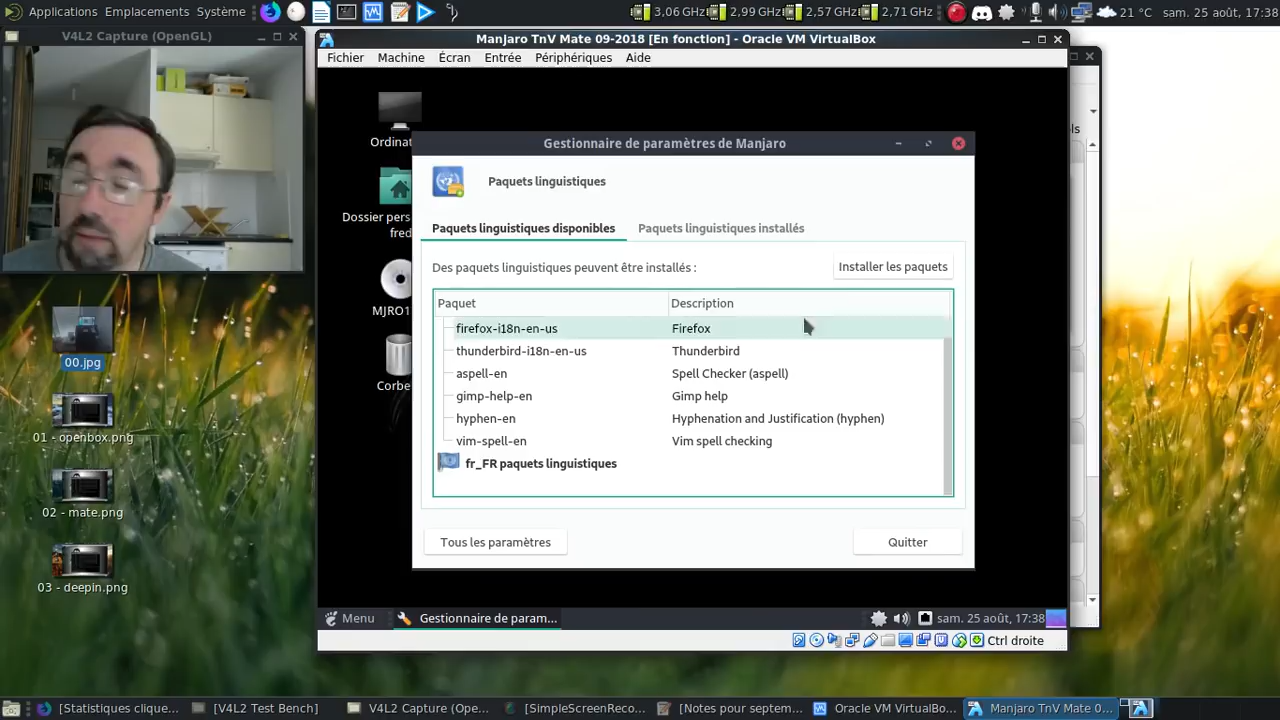 Applications Emplacements Système
3,06 GHz 2,99 GHz 2,57 GHz 2,71 GHz
21 °C sam. 25 août, 17:38
V4L2 Capture (OpenGL)
Manjaro TnV Mate 09-2018 [En fonction] - Oracle VM VirtualBox
Fichier Machine Écran Entrée Périphériques Aide
Ordinat
Dossier pers
fred
MJRO1
Corbe
Gestionnaire de paramètres de Manjaro
Paquets linguistiques
Paquets linguistiques disponibles Paquets linguistiques installés
Des paquets linguistiques peuvent être installés : Installer les paquets
Paquet Description
firefox-i18n-en-us Firefox
thunderbird-i18n-en-us Thunderbird
aspell-en Spell Checker (aspell)
gimp-help-en Gimp help
hyphen-en Hyphenation and Justification (hyphen)
vim-spell-en Vim spell checking
fr_FR paquets linguistiques
Tous les paramètres Quitter
00.jpg
01 - openbox.png
02 - mate.png
03 - deepin.png
ls
Menu Gestionnaire de param... sam. 25 août, 17:38
Ctrl droite
[Statistiques clique... [V4L2 Test Bench] V4L2 Capture (Ope... [SimpleScreenReco... [Notes pour septem... Oracle VM VirtualBo... Manjaro TnV Mate 0...